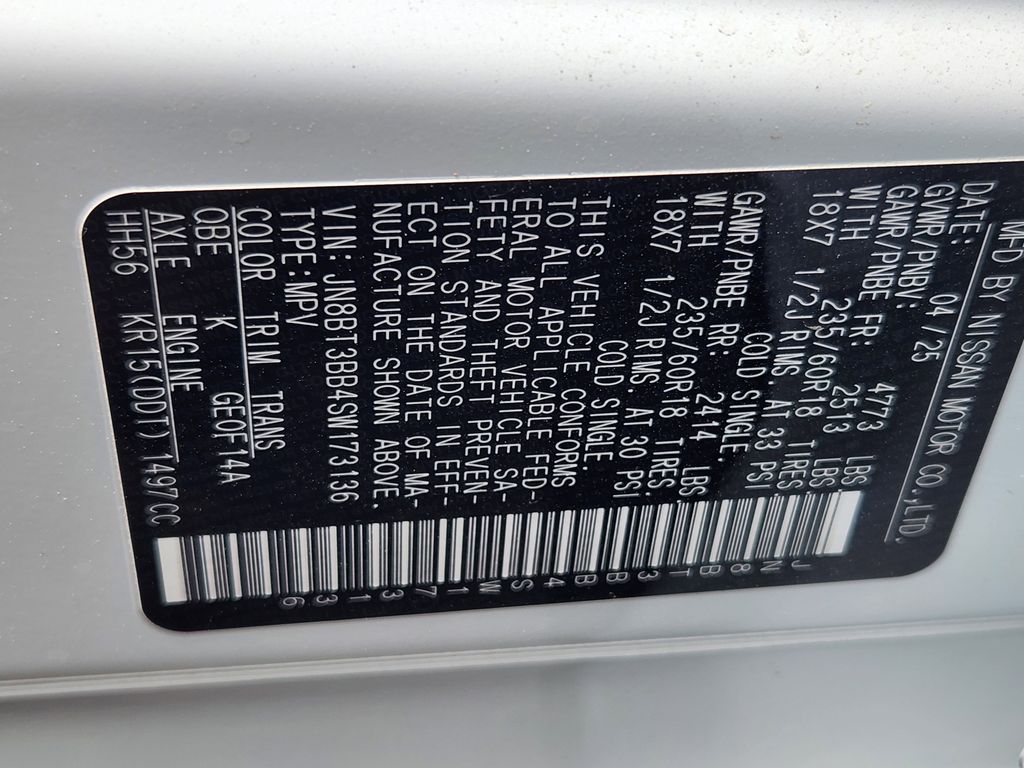 MFD BY NISSAN MOTOR CO.,LTD.
DATE: 04 / 25
GVWR/PNBV: 4773 LBS
GAWR/PNBE FR: 2513 LBS
WITH 235/60R18 TIRES.
18X7 1/2J RIMS. AT 33 PSI
COLD SINGLE.
GAWR/PNBE RR: 2414 LBS
WITH 235/60R18 TIRES.
18X7 1/2J RIMS. AT 30 PSI
COLD SINGLE.
THIS VEHICLE CONFORMS
TO ALL APPLICABLE FED-
ERAL MOTOR VEHICLE SA-
FETY AND THEFT PREVEN-
TION STANDARDS IN EFF-
ECT ON THE DATE OF MA-
NUFACTURE SHOWN ABOVE.
VIN: JN8BT3BB4SW173136
TYPE:MPV
COLOR TRIM TRANS
QBE K GE0F14A
AXLE ENGINE
HH56 KR15(DDT) 1497CC
JN8BT3BB4SW173136